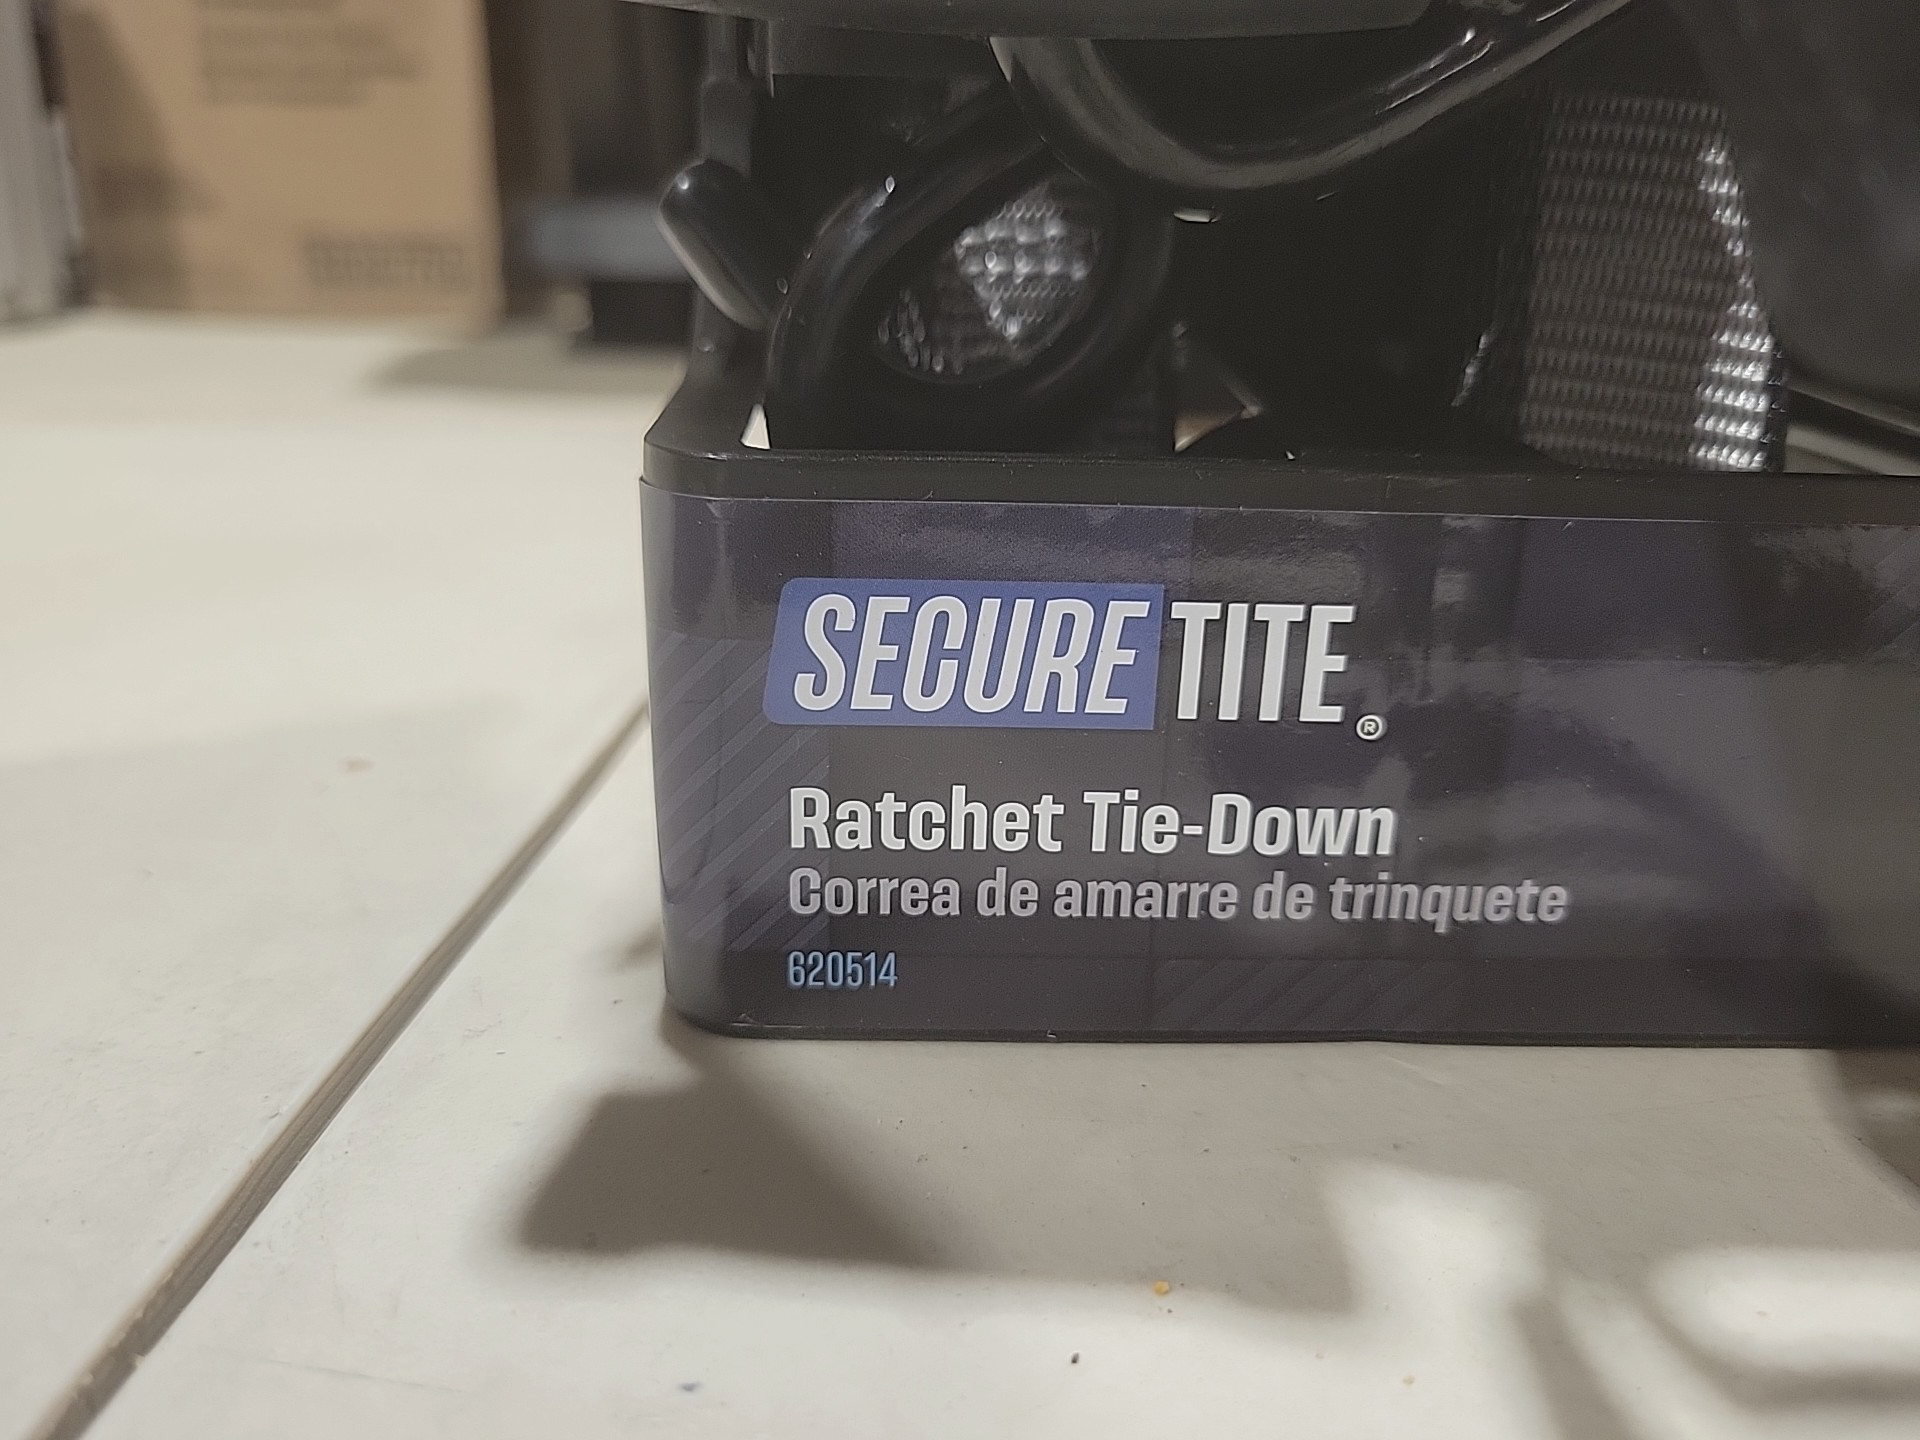 SECURE TITE®
Ratchet Tie-Down
Correa de amarre de trinquete
620514